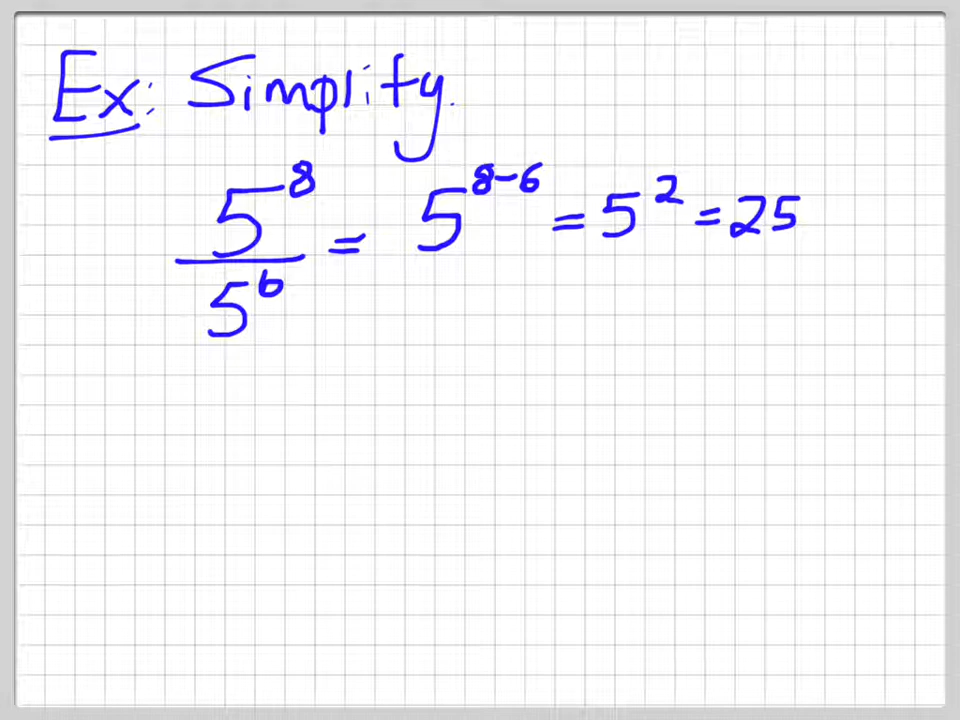 Ex: Simplify.
5^8/5^6 = 5^{8-6} = 5^2 = 25